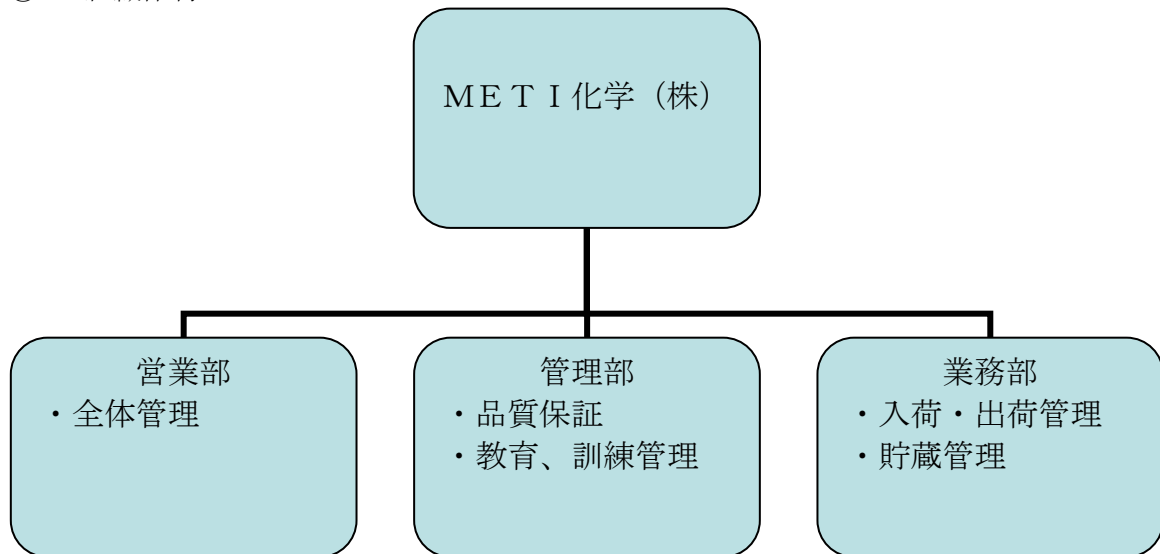 METI化学（株）
営業部
・全体管理
管理部
・品質保証
・教育、訓練管理
業務部
・入荷・出荷管理
・貯蔵管理